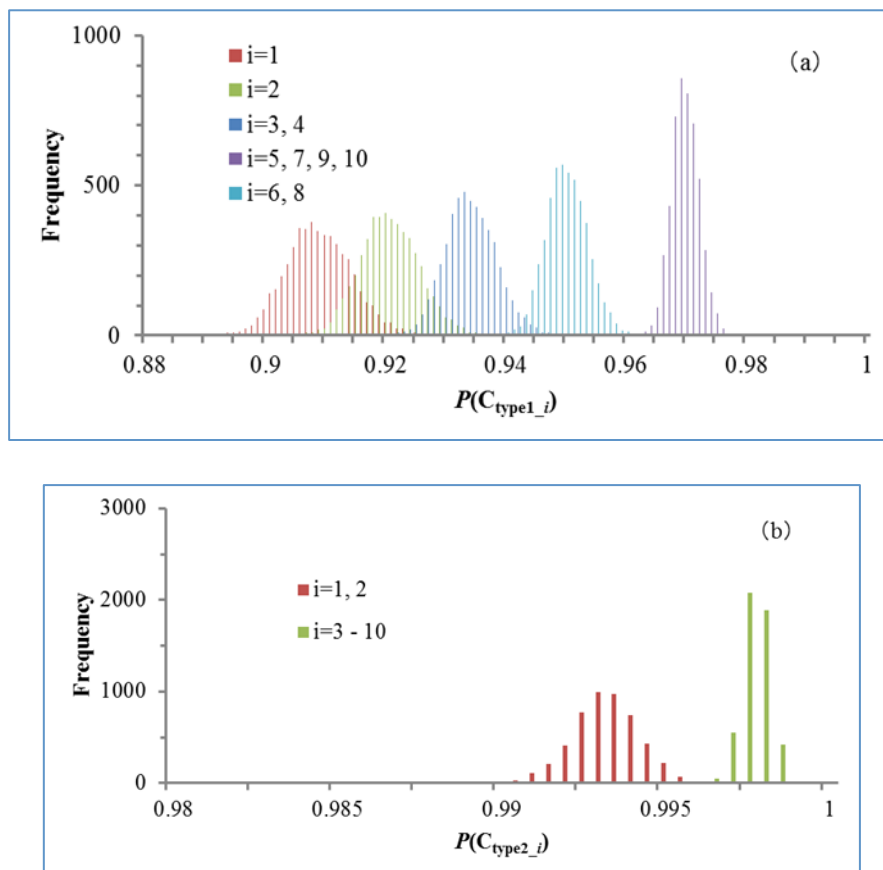 1000
(a)
i=1
i=2
i=3, 4
i=5, 7, 9, 10
i=6, 8
500
0
Frequency
0.88 0.9 0.92 0.94 0.96 0.98 1
P(C_type1_i)
3000
(b)
i=1, 2
i=3 - 10
2000
1000
0
Frequency
0.98 0.985 0.99 0.995 1
P(C_type2_i)